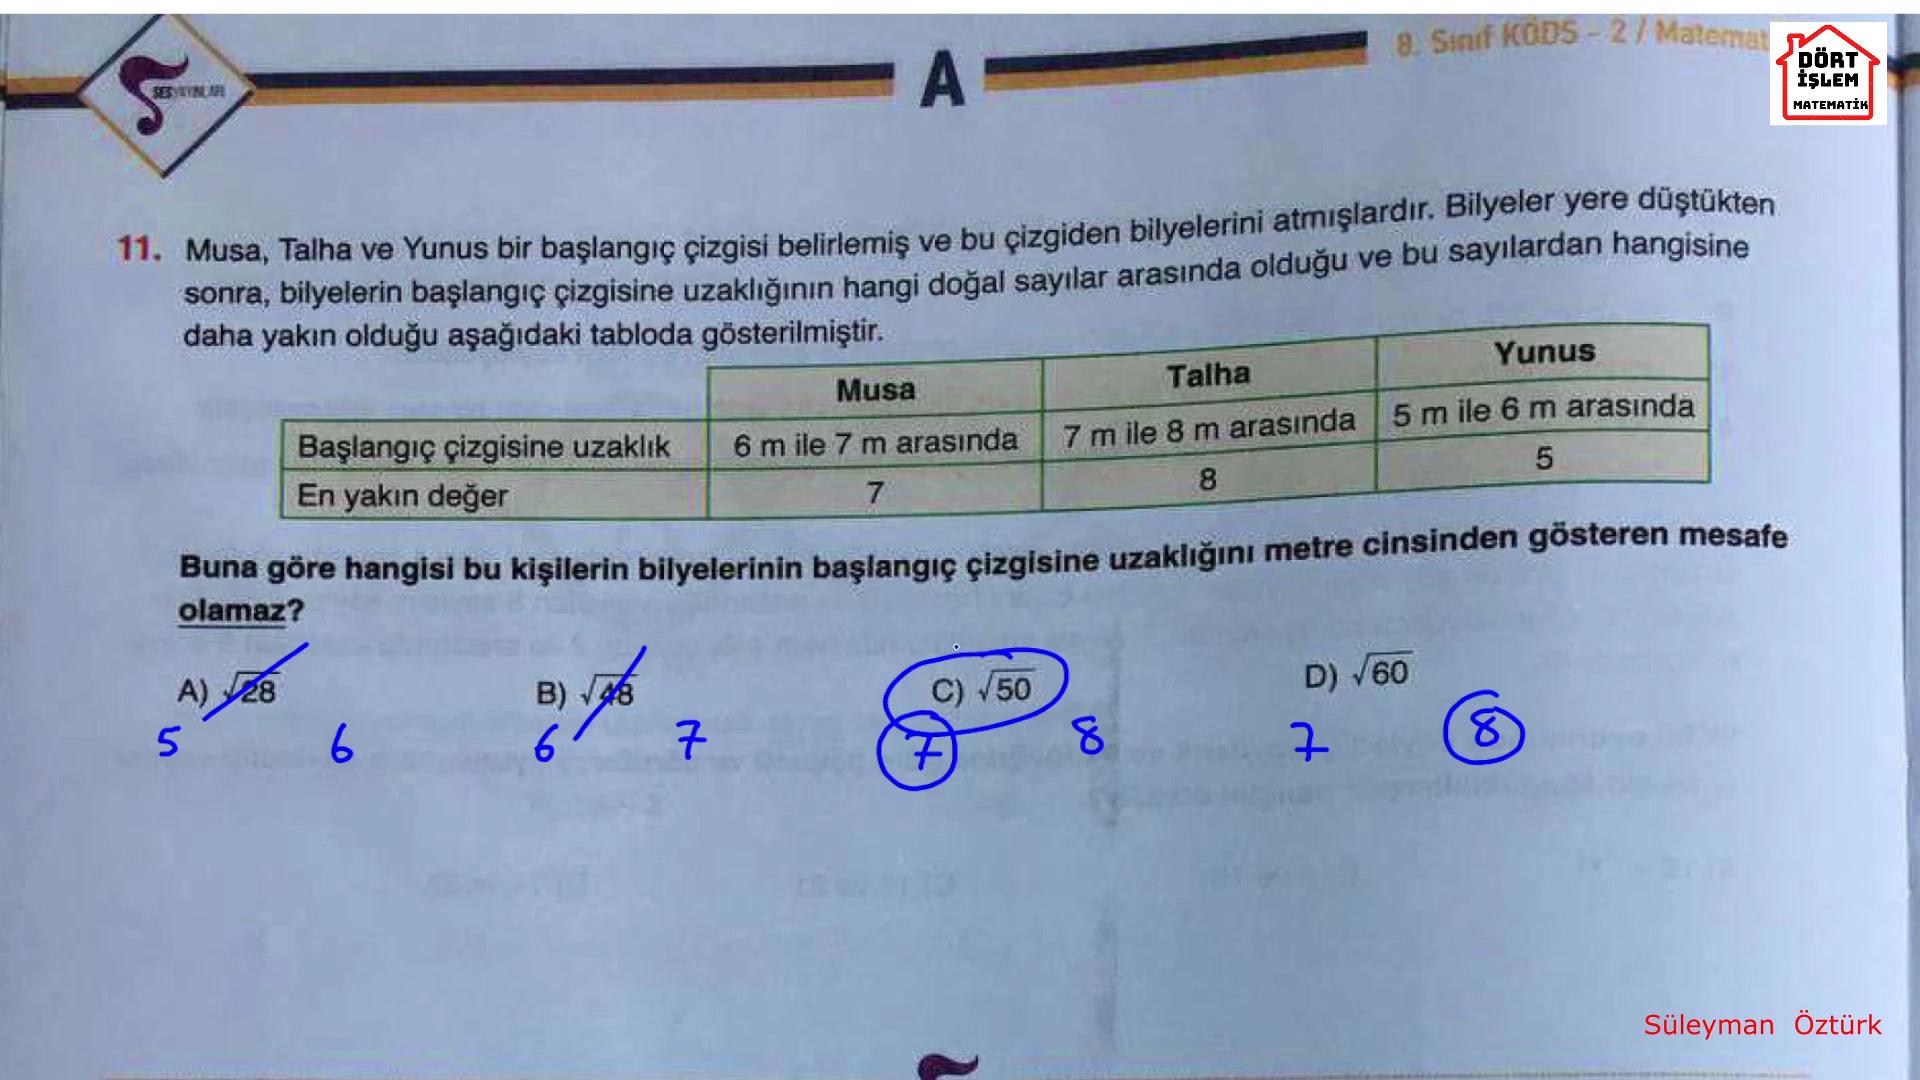 SES YAYINLARI
A
8. Sınıf KÖDS - 2 / Matemat
DÖRT
İŞLEM
MATEMATİK
11. Musa, Talha ve Yunus bir başlangıç çizgisi belirlemiş ve bu çizgiden bilyelerini atmışlardır. Bilyeler yere düştükten
sonra, bilyelerin başlangıç çizgisine uzaklığının hangi doğal sayılar arasında olduğu ve bu sayılardan hangisine
daha yakın olduğu aşağıdaki tabloda gösterilmiştir.
Musa Talha Yunus
Başlangıç çizgisine uzaklık 6 m ile 7 m arasında 7 m ile 8 m arasında 5 m ile 6 m arasında
En yakın değer 7 8 5
Buna göre hangisi bu kişilerin bilyelerinin başlangıç çizgisine uzaklığını metre cinsinden gösteren mesafe
olamaz?
A) √28 B) √48 C) √50 D) √60
5 6 6 7 7 8 7 8
Süleyman Öztürk